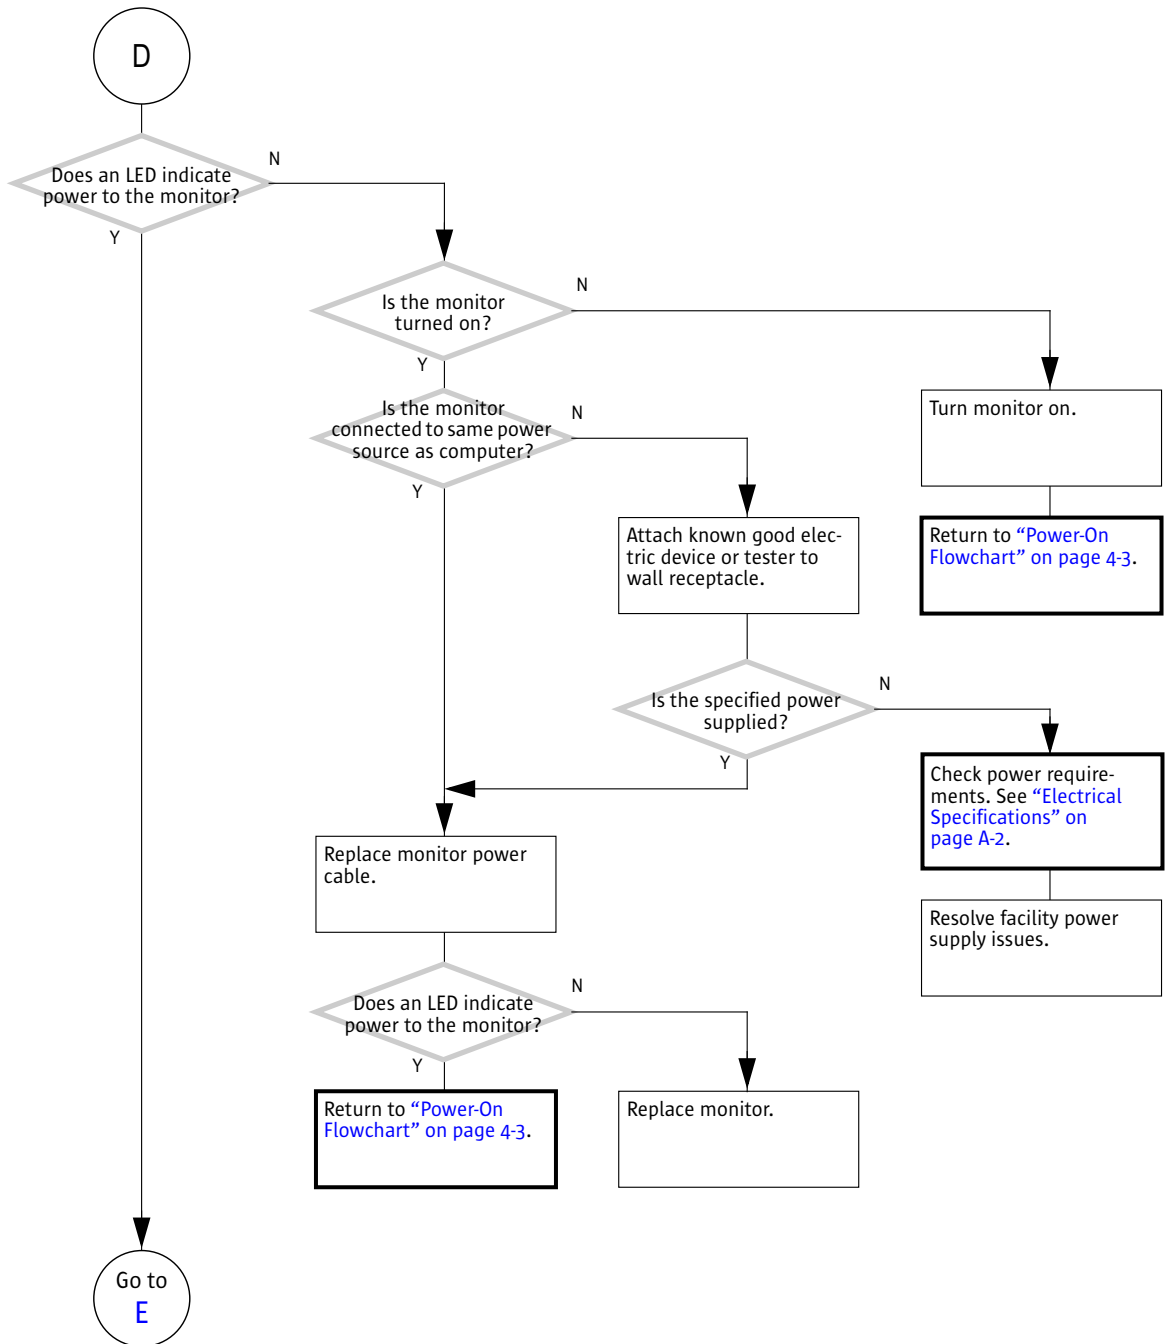 D
Does an LED indicate
power to the monitor?
N
Y
Is the monitor
turned on?
N
Y
Turn monitor on.
Is the monitor
connected to same power
source as computer?
N
Y
Return to “Power-On
Flowchart” on page 4-3.
Attach known good elec-
tric device or tester to
wall receptacle.
Is the specified power
supplied?
N
Y
Check power require-
ments. See “Electrical
Specifications” on
page A-2.
Replace monitor power
cable.
Resolve facility power
supply issues.
Does an LED indicate
power to the monitor?
N
Y
Return to “Power-On
Flowchart” on page 4-3.
Replace monitor.
Go to
E